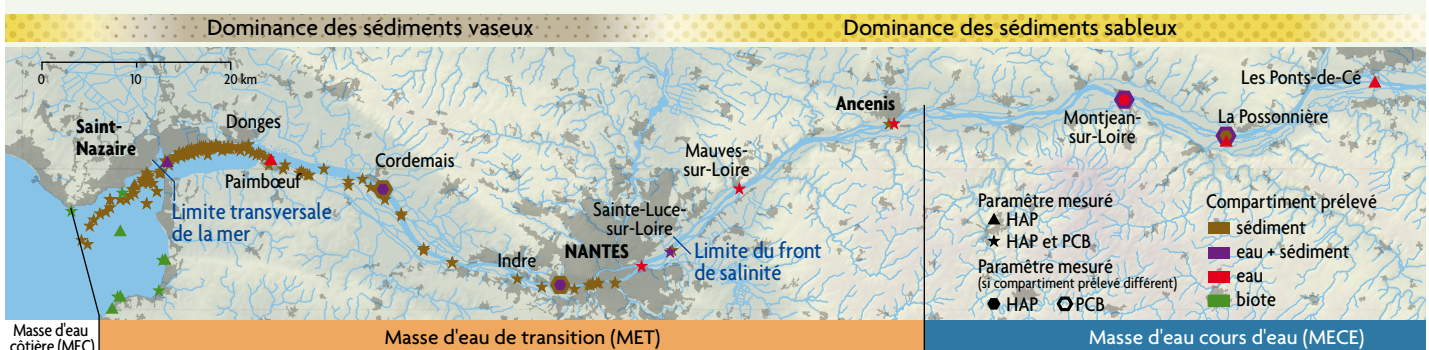 Dominance des sédiments vaseux
Dominance des sédiments sableux
0 10 20 km
Saint-
Nazaire
Donges
Paimbœuf
Cordemais
Limite transversale
de la mer
Indre
NANTES
Sainte-Luce-
sur-Loire
Mauves-
sur-Loire
Limite du front
de salinité
Ancenis
Montjean-
sur-Loire
La Possonnière
Les Ponts-de-Cé
Paramètre mesuré
HAP
HAP et PCB
Paramètre mesuré
(si compartiment prélevé différent)
HAP PCB
Compartiment prélevé
sédiment
eau + sédiment
eau
biote
Masse d'eau
côtière (MEC)
Masse d'eau de transition (MET)
Masse d'eau cours d'eau (MECE)